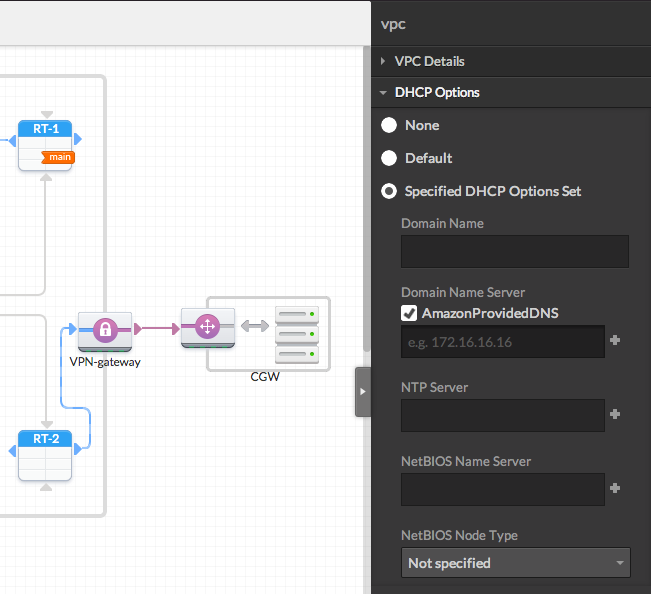 vpc
VPC Details
DHCP Options
None
Default
Specified DHCP Options Set
Domain Name
Domain Name Server
AmazonProvidedDNS
e.g. 172.16.16.16
NTP Server
NetBIOS Name Server
NetBIOS Node Type
Not specified
RT-1
main
VPN-gateway
CGW
RT-2